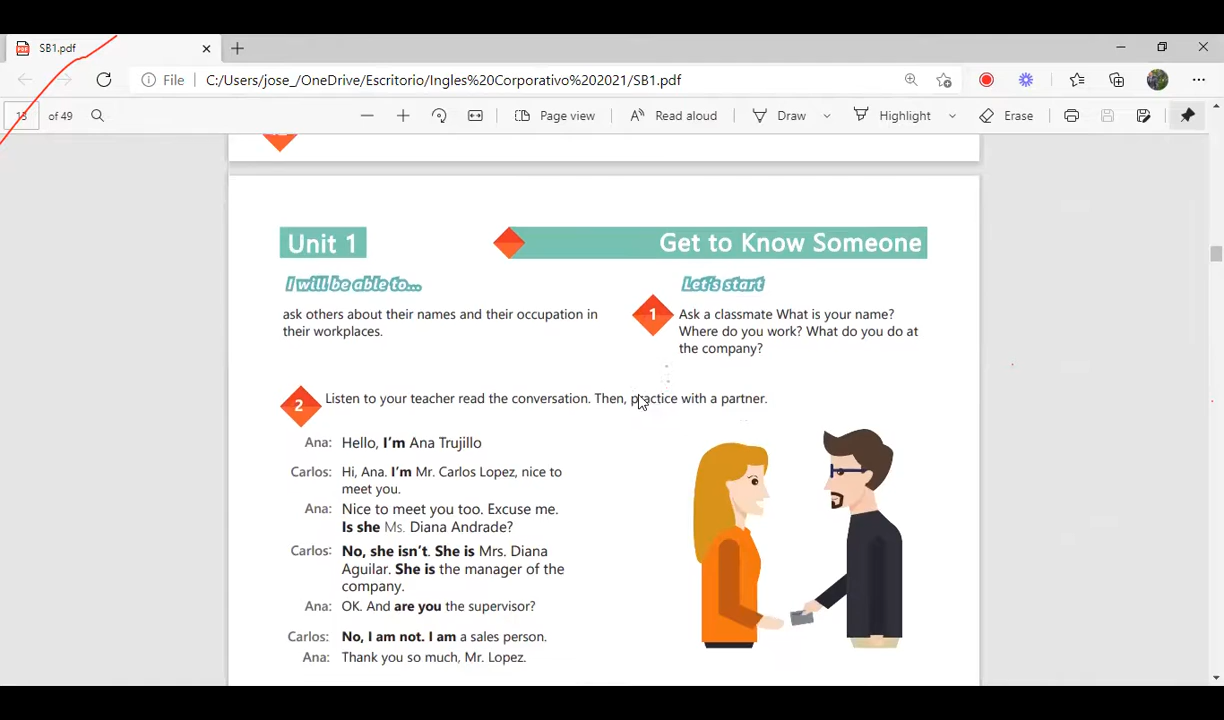 SB1.pdf
File C:/Users/jose_/OneDrive/Escritorio/Ingles%20Corporativo%202021/SB1.pdf
13 of 49 Page view Read aloud Draw Highlight Erase
Unit 1
Get to Know Someone
I will be able to...
ask others about their names and their occupation in
their workplaces.
Let's start
1
Ask a classmate What is your name?
Where do you work? What do you do at
the company?
2
Listen to your teacher read the conversation. Then, practice with a partner.
Ana: Hello, I'm Ana Trujillo
Carlos: Hi, Ana. I'm Mr. Carlos Lopez, nice to
meet you.
Ana: Nice to meet you too. Excuse me.
Is she Ms. Diana Andrade?
Carlos: No, she isn't. She is Mrs. Diana
Aguilar. She is the manager of the
company.
Ana: OK. And are you the supervisor?
Carlos: No, I am not. I am a sales person.
Ana: Thank you so much, Mr. Lopez.